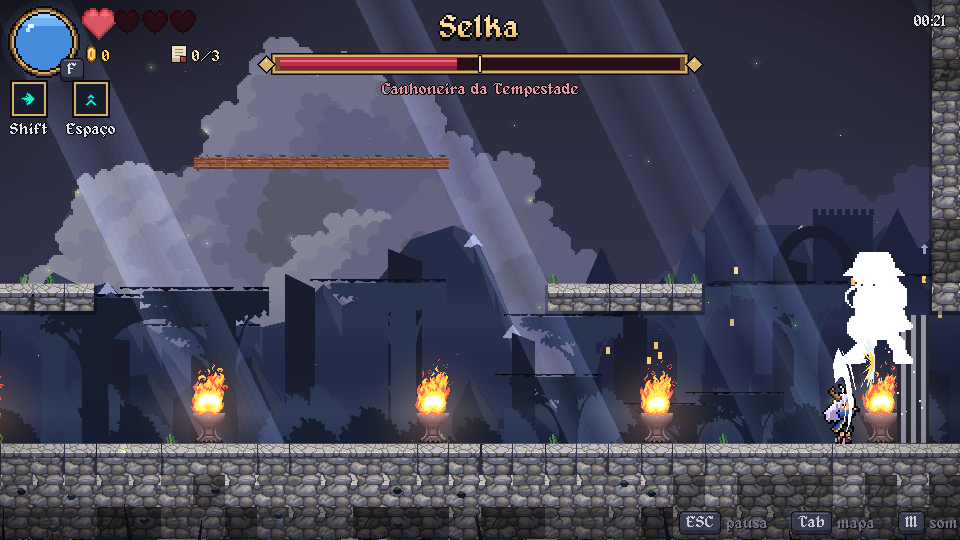 Selka
00:21
0
0/3
F
Canhoneira da Tempestade
Shift
Espaço
ESC pausa
Tab mapa
M som